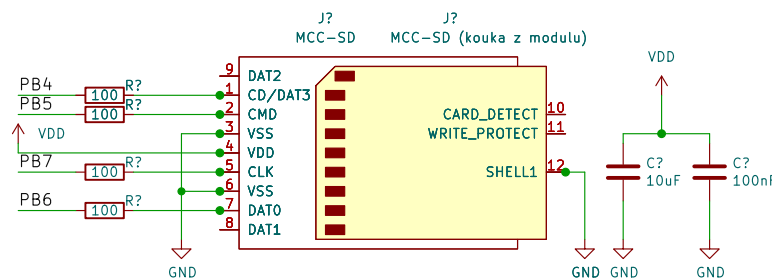 J? J?
MCC-SD MCC-SD (kouka z modulu)
VDD
9 DAT2
PB4 100 R? 1 CD/DAT3
PB5 100 R? 2 CMD CARD_DETECT 10
VDD 3 VSS WRITE_PROTECT 11
4 VDD
PB7 100 R? 5 CLK SHELL1 12 C? 10uF C? 100nF
6 VSS
PB6 100 R? 7 DAT0
8 DAT1
GND GND GND GND